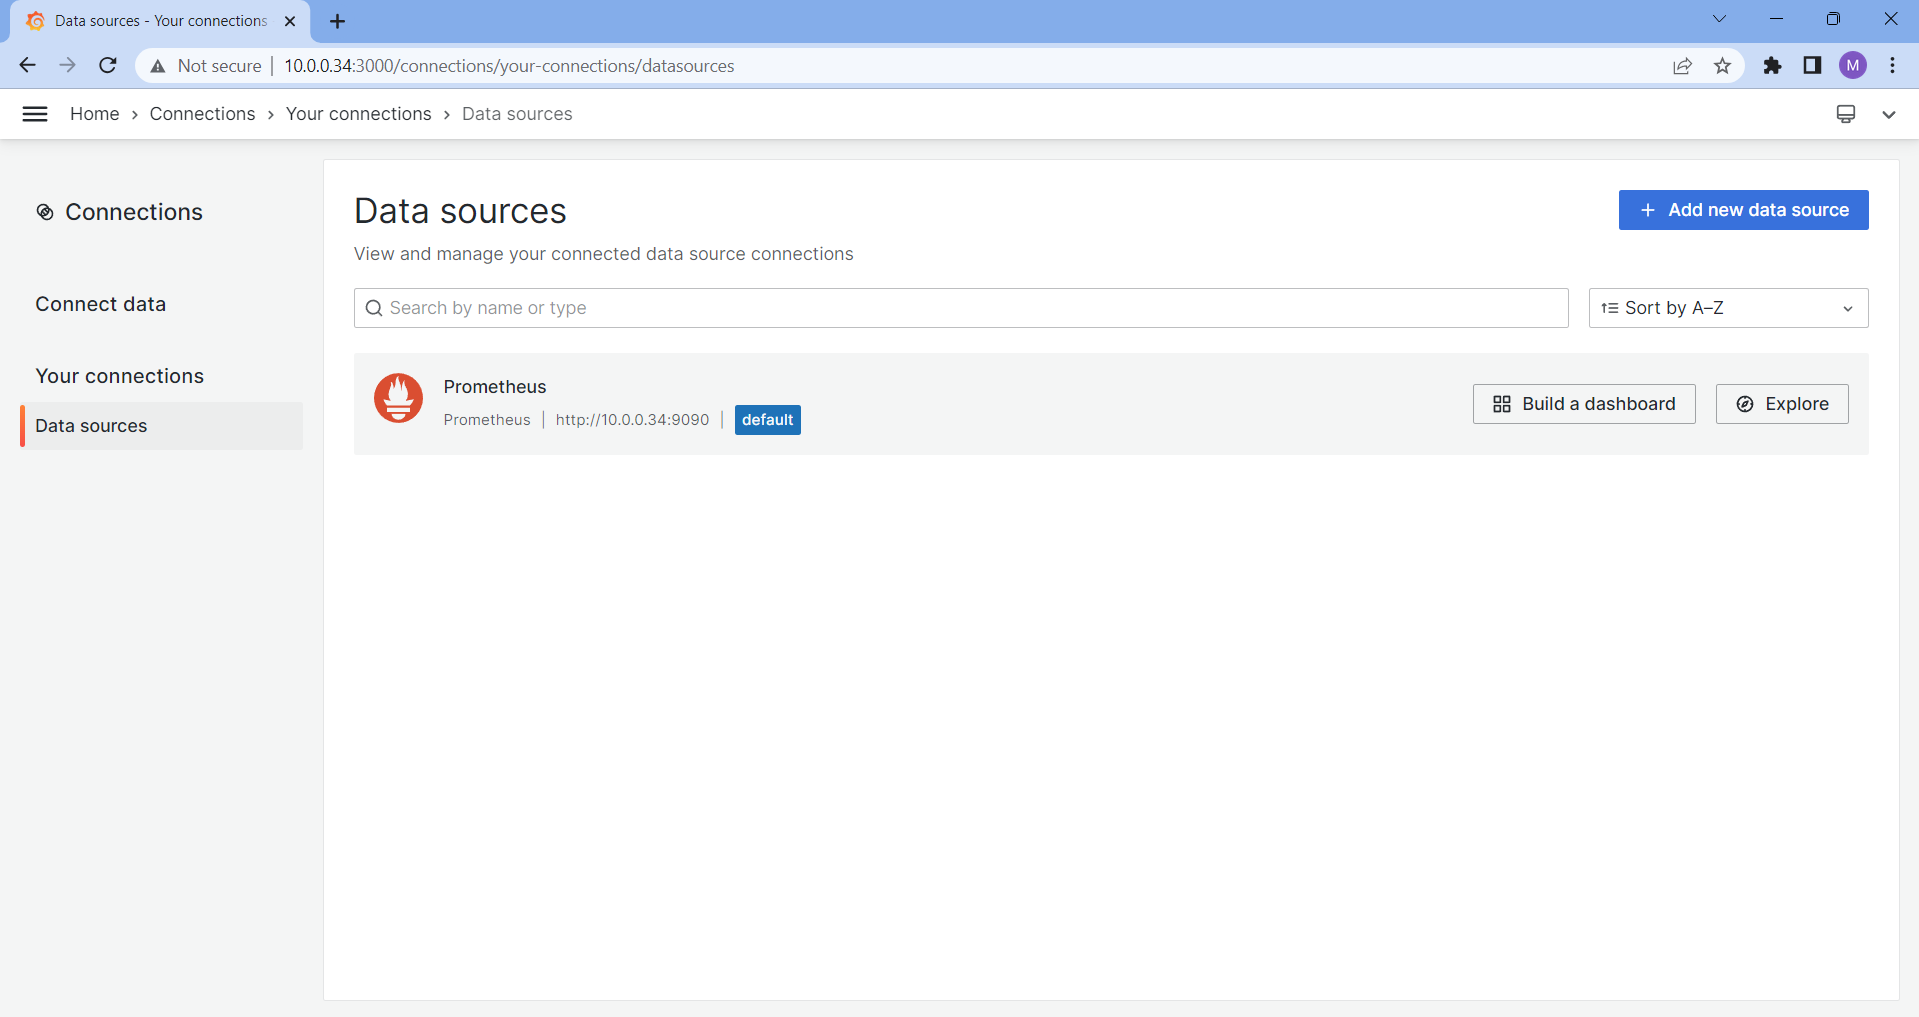 Data sources - Your connections
Not secure | 10.0.0.34:3000/connections/your-connections/datasources
M
Home › Connections › Your connections › Data sources
Connections
Connect data
Your connections
Data sources
Data sources
Add new data source
View and manage your connected data source connections
Search by name or type
Sort by A–Z
Prometheus
Prometheus | http://10.0.0.34:9090 | default
Build a dashboard
Explore